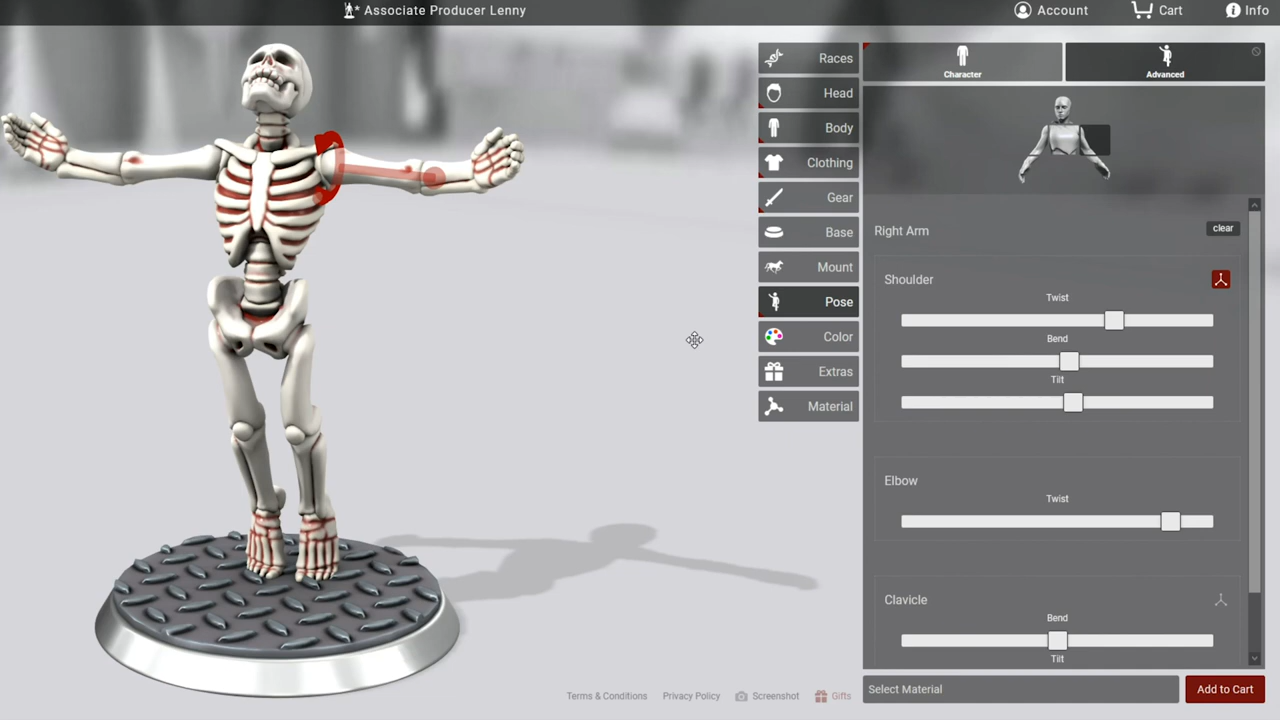 * Associate Producer Lenny
Account
Cart
Info
Races
Head
Body
Clothing
Gear
Base
Mount
Pose
Color
Extras
Material
Character
Advanced
Right Arm
clear
Shoulder
Twist
Bend
Tilt
Elbow
Twist
Clavicle
Bend
Tilt
Terms & Conditions
Privacy Policy
Screenshot
Gifts
Select Material
Add to Cart